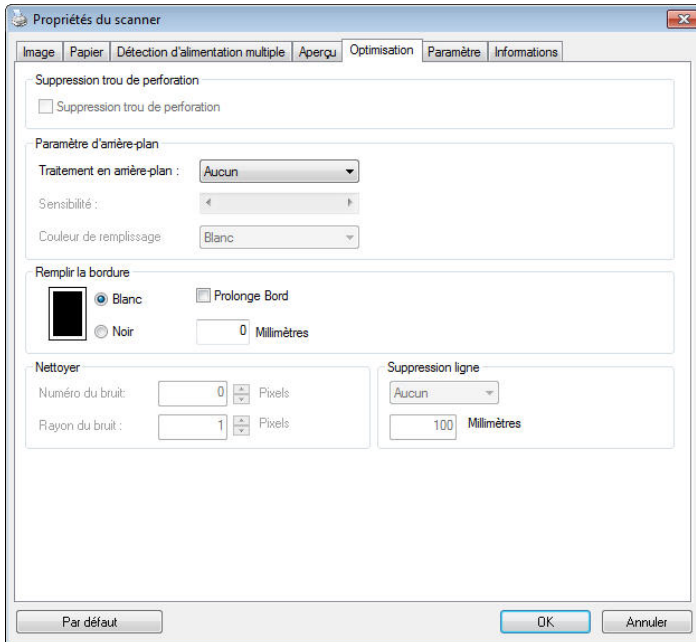 Propriétés du scanner
Image Papier Détection d'alimentation multiple Aperçu Optimisation Paramètre Informations
Suppression trou de perforation
Suppression trou de perforation
Paramètre d'arrière-plan
Traitement en arrière-plan : Aucun
Sensibilité :
Couleur de remplissage Blanc
Remplir la bordure
Blanc Prolonge Bord
Noir 0 Millimètres
Nettoyer Suppression ligne
Numéro du bruit: 0 Pixels Aucun
Rayon du bruit : 1 Pixels 100 Millimètres
Par défaut OK Annuler